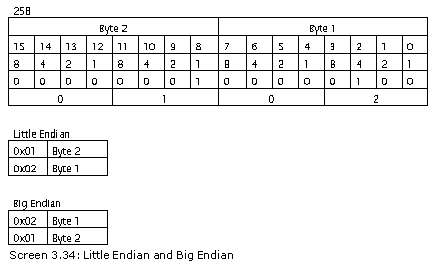 258
Byte 2 Byte 1
15 14 13 12 11 10 9 8 7 6 5 4 3 2 1 0
8 4 2 1 8 4 2 1 8 4 2 1 8 4 2 1
0 0 0 0 0 0 0 1 0 0 0 0 0 1 0 0
0 1 0 2
Little Endian
0x01 Byte 2
0x02 Byte 1
Big Endian
0x02 Byte 1
0x01 Byte 2
Screen 3.34: Little Endian and Big Endian